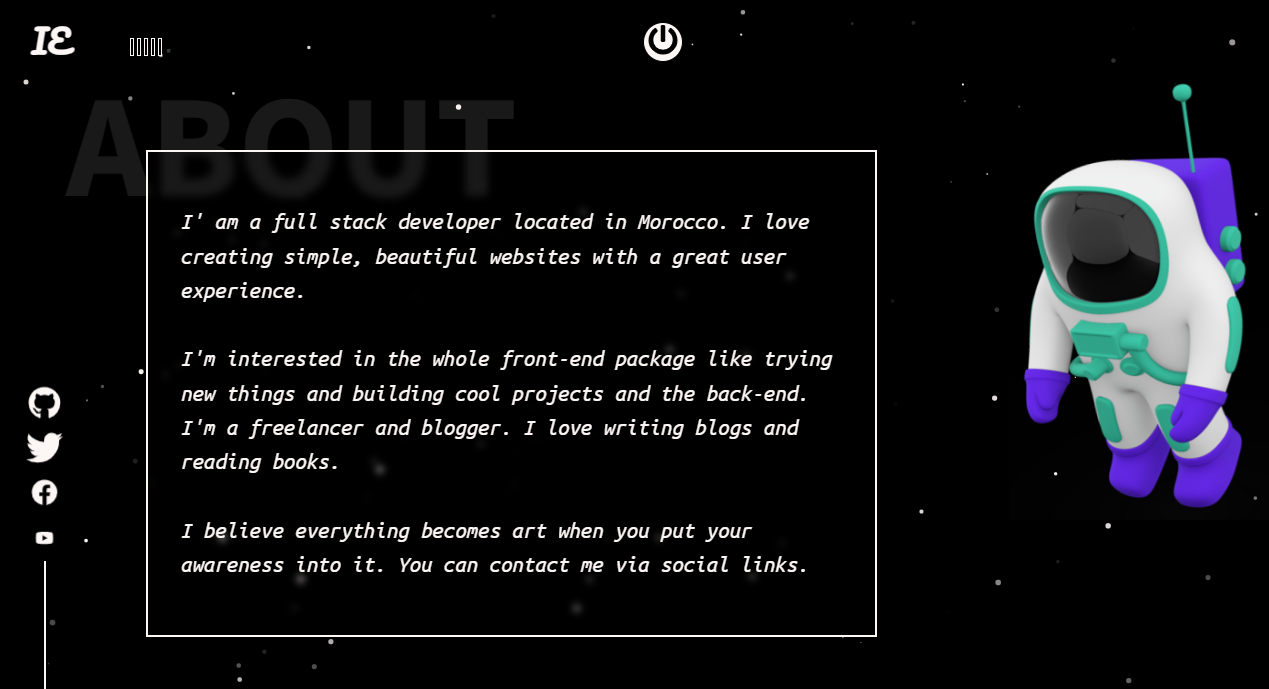 IE
ABOUT
I' am a full stack developer located in Morocco. I love
creating simple, beautiful websites with a great user
experience.
I'm interested in the whole front-end package like trying
new things and building cool projects and the back-end.
I'm a freelancer and blogger. I love writing blogs and
reading books.
I believe everything becomes art when you put your
awareness into it. You can contact me via social links.